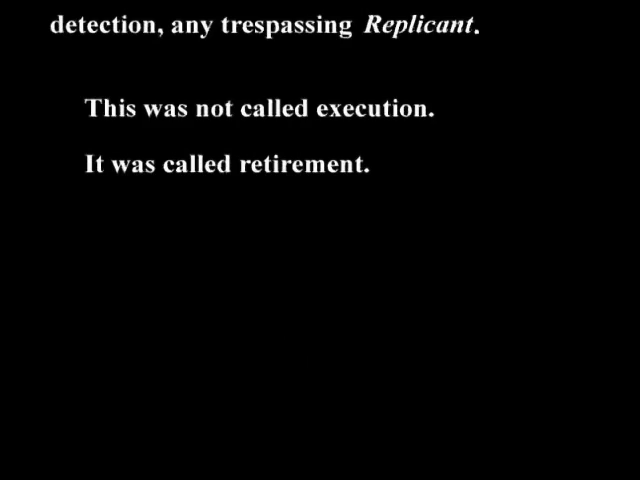 detection, any trespassing Replicant.
This was not called execution.
It was called retirement.